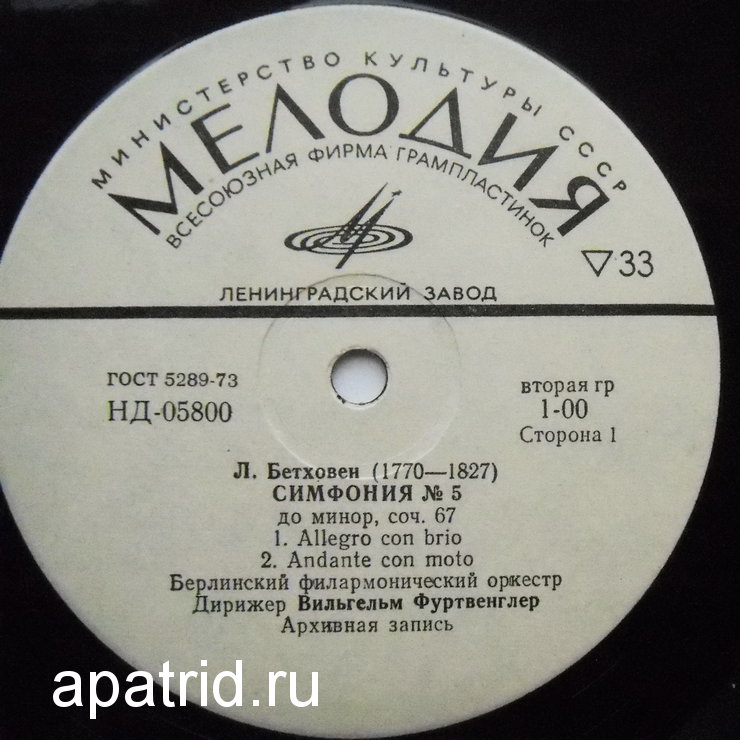 МИНИСТЕРСТВО КУЛЬТУРЫ СССР
МЕЛОДИЯ
ВСЕСОЮЗНАЯ ФИРМА ГРАМПЛАСТИНОК
▽33
ЛЕНИНГРАДСКИЙ ЗАВОД
ГОСТ 5289-73
НД-05800
вторая гр
1-00
Сторона 1
Л. Бетховен (1770—1827)
СИМФОНИЯ № 5
до минор, соч. 67
1. Allegro con brio
2. Andante con moto
Берлинский филармонический оркестр
Дирижер Вильгельм Фуртвенглер
Архивная запись
apatrid.ru